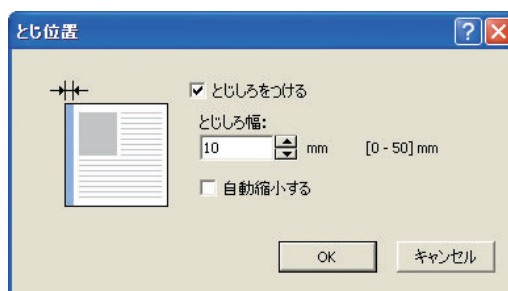 とじ位置
とじしろをつける
とじしろ幅:
10 mm [0 - 50] mm
自動縮小する
OK キャンセル